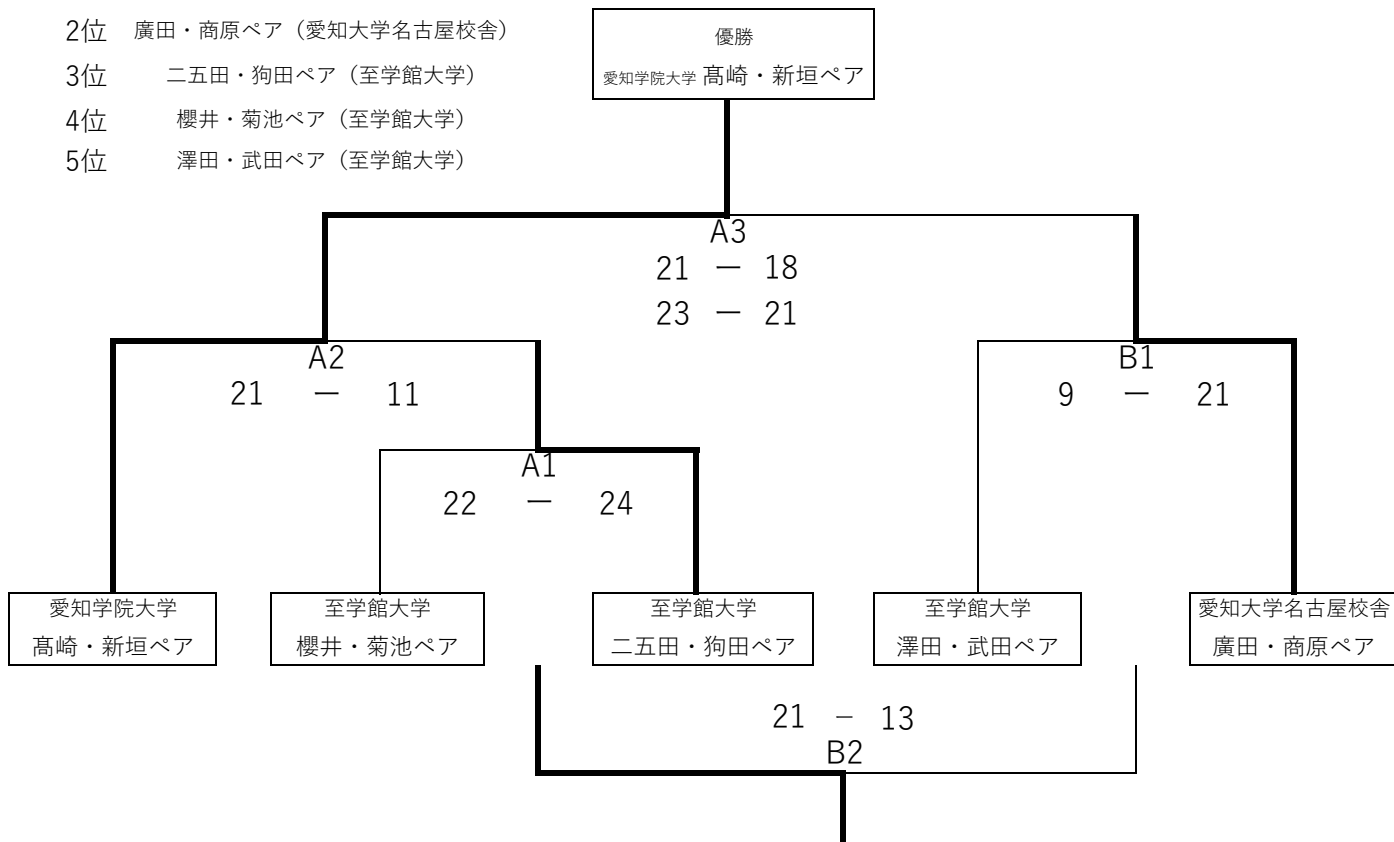 2位 廣田・商原ペア（愛知大学名古屋校舎）
3位 二五田・狗田ペア（至学館大学）
4位 櫻井・菊池ペア（至学館大学）
5位 澤田・武田ペア（至学館大学）
優勝
愛知学院大学 髙崎・新垣ペア
A3
21 ー 18
23 ー 21
A2
21 ー 11
B1
9 ー 21
A1
22 ー 24
愛知学院大学
髙崎・新垣ペア
至学館大学
櫻井・菊池ペア
至学館大学
二五田・狗田ペア
至学館大学
澤田・武田ペア
愛知大学名古屋校舎
廣田・商原ペア
21 － 13
B2